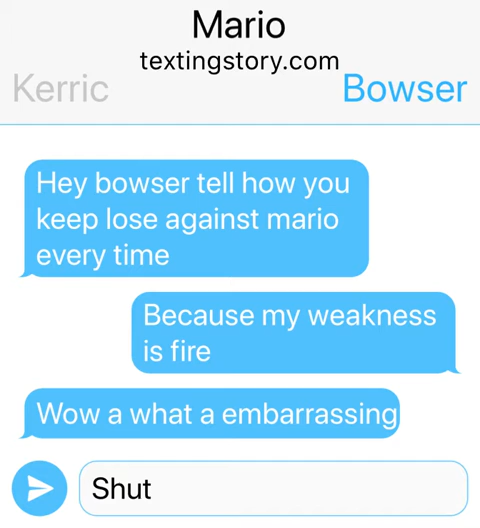 Mario
textingstory.com
Kerric Bowser
Hey bowser tell how you
keep lose against mario
every time
Because my weakness
is fire
Wow a what a embarrassing
Shut